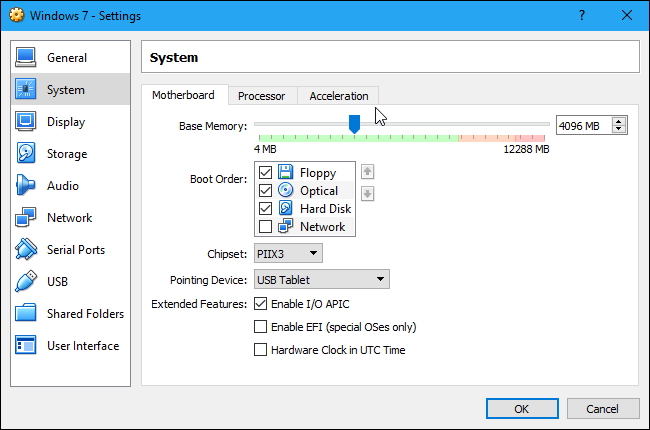 Windows 7 - Settings
?
General
System
Display
Storage
Audio
Network
Serial Ports
USB
Shared Folders
User Interface
System
Motherboard Processor Acceleration
Base Memory: 4096 MB
4 MB 12288 MB
Boot Order: Floppy
Optical
Hard Disk
Network
Chipset: PIIX3
Pointing Device: USB Tablet
Extended Features: Enable I/O APIC
Enable EFI (special OSes only)
Hardware Clock in UTC Time
OK Cancel